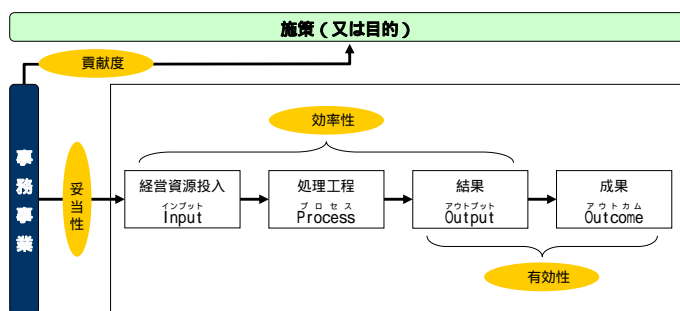 施策（又は目的）
貢献度
事務事業
妥当性
効率性
経営資源投入
インプット
Input
処理工程
プロセス
Process
結果
アウトプット
Output
成果
アウトカム
Outcome
有効性